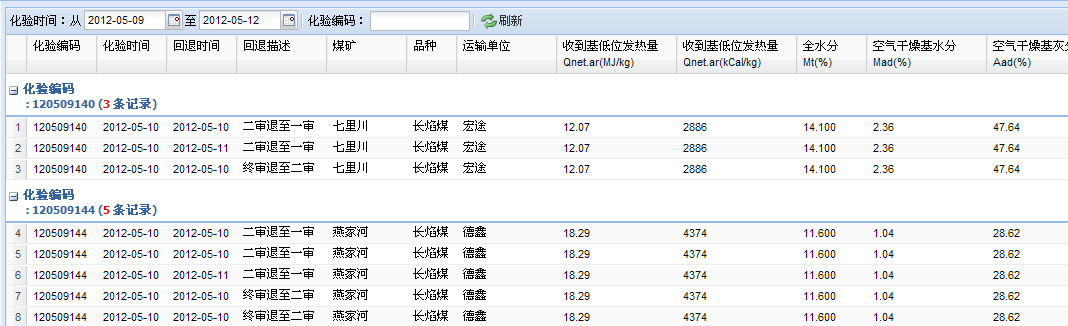 化验时间：从 2012-05-09 至 2012-05-12 化验编码： 刷新
化验编码 化验时间 回退时间 回退描述 煤矿 品种 运输单位 收到基低位发热量 收到基低位发热量 全水分 空气干燥基水分 空气干燥基灰分
Qnet.ar(MJ/kg) Qnet.ar(kCal/kg) Mt(%) Mad(%) Aad(%)
化验编码
: 120509140 (3 条记录)
1 120509140 2012-05-10 2012-05-10 二审退至一审 七里川 长焰煤 宏途 12.07 2886 14.100 2.36 47.64
2 120509140 2012-05-10 2012-05-11 二审退至一审 七里川 长焰煤 宏途 12.07 2886 14.100 2.36 47.64
3 120509140 2012-05-10 2012-05-10 终审退至二审 七里川 长焰煤 宏途 12.07 2886 14.100 2.36 47.64
化验编码
: 120509144 (5 条记录)
4 120509144 2012-05-10 2012-05-10 二审退至一审 燕家河 长焰煤 德鑫 18.29 4374 11.600 1.04 28.62
5 120509144 2012-05-10 2012-05-10 二审退至一审 燕家河 长焰煤 德鑫 18.29 4374 11.600 1.04 28.62
6 120509144 2012-05-10 2012-05-11 二审退至一审 燕家河 长焰煤 德鑫 18.29 4374 11.600 1.04 28.62
7 120509144 2012-05-10 2012-05-10 终审退至二审 燕家河 长焰煤 德鑫 18.29 4374 11.600 1.04 28.62
8 120509144 2012-05-10 2012-05-10 终审退至二审 燕家河 长焰煤 德鑫 18.29 4374 11.600 1.04 28.62